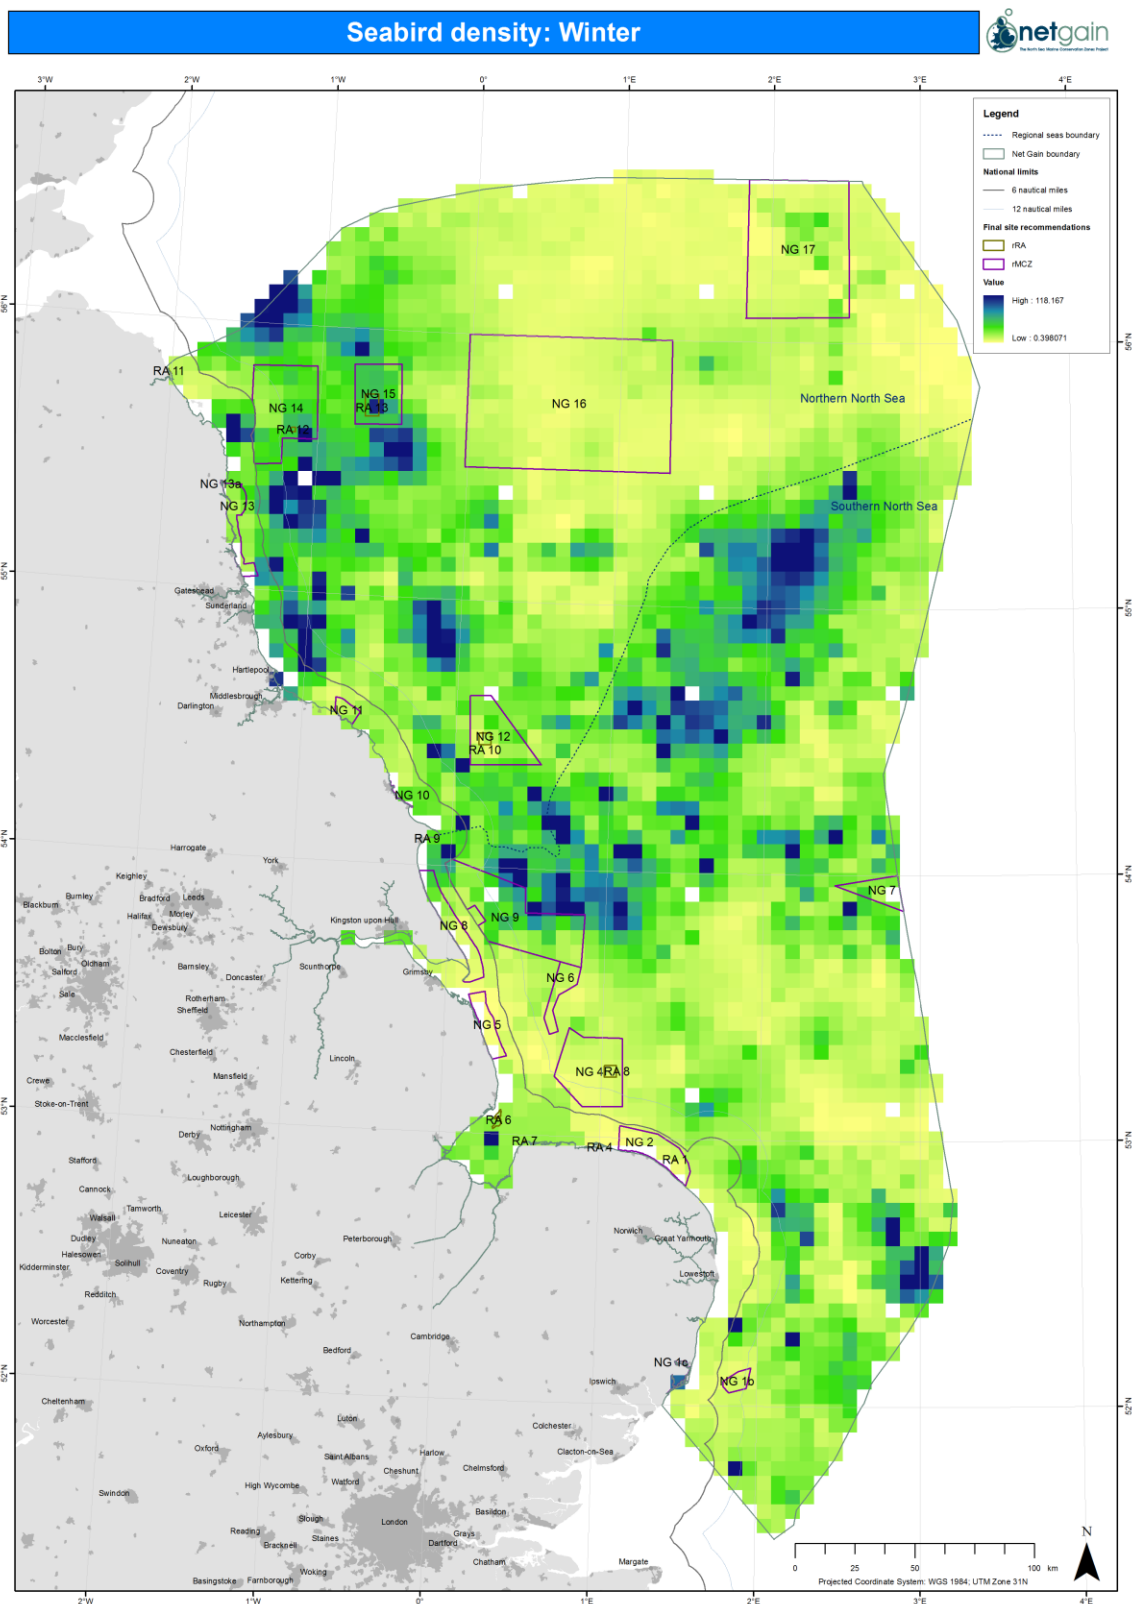 Seabird density: Winter
netgain
The North Sea Marine Conservation Zones Project
3°W
2°W
1°W
0°
1°E
2°E
3°E
4°E
Legend
Regional seas boundary
Net Gain boundary
National limits
6 nautical miles
12 nautical miles
Final site recommendations
rRA
rMCZ
Value
High : 118.167
Low : 0.398071
NG 17
56°N
56°N
RA 11
NG 15
RA 13
NG 14
RA 12
NG 16
Northern North Sea
NG 13a
NG 13
Southern North Sea
55°N
55°N
Gateshead
Sunderland
Hartlepool
Middlesbrough
Darlington
NG 11
NG 12
RA 10
NG 10
54°N
RA 9
Harrogate
York
54°N
Keighley
Burnley
Bradford
Leeds
Blackburn
Halifax
Morley
Dewsbury
Kingston upon Hull
NG 8
NG 9
NG 7
Bolton
Bury
Oldham
Salford
Sale
Barnsley
Doncaster
Scunthorpe
Grimsby
NG 6
Rotherham
Sheffield
NG 5
Macclesfield
Chesterfield
Lincoln
Crewe
Mansfield
NG 4
RA 8
Stoke-on-Trent
53°N
53°N
Nottingham
Derby
RA 6
RA 7
RA 4
NG 2
RA 1
Stafford
Loughborough
Cannock
Tamworth
Walsall
Leicester
Dudley
Nuneaton
Peterborough
Norwich
Great Yarmouth
Halesowen
Solihull
Corby
Kidderminster
Coventry
Rugby
Kettering
Lowestoft
Redditch
Worcester
Northampton
Cambridge
Bedford
52°N
NG 1c
NG 1b
Ipswich
Cheltenham
52°N
Luton
Colchester
Aylesbury
Oxford
Saint Albans
Harlow
Clacton-on-Sea
Cheshunt
Chelmsford
High Wycombe
Watford
Swindon
Slough
London
Basildon
Reading
Staines
Grays
Bracknell
Dartford
Woking
Chatham
Margate
Basingstoke
Farnborough
N
0
25
50
100
km
Projected Coordinate System: WGS 1984; UTM Zone 31N
2°W
1°W
0°
1°E
2°E
3°E
4°E